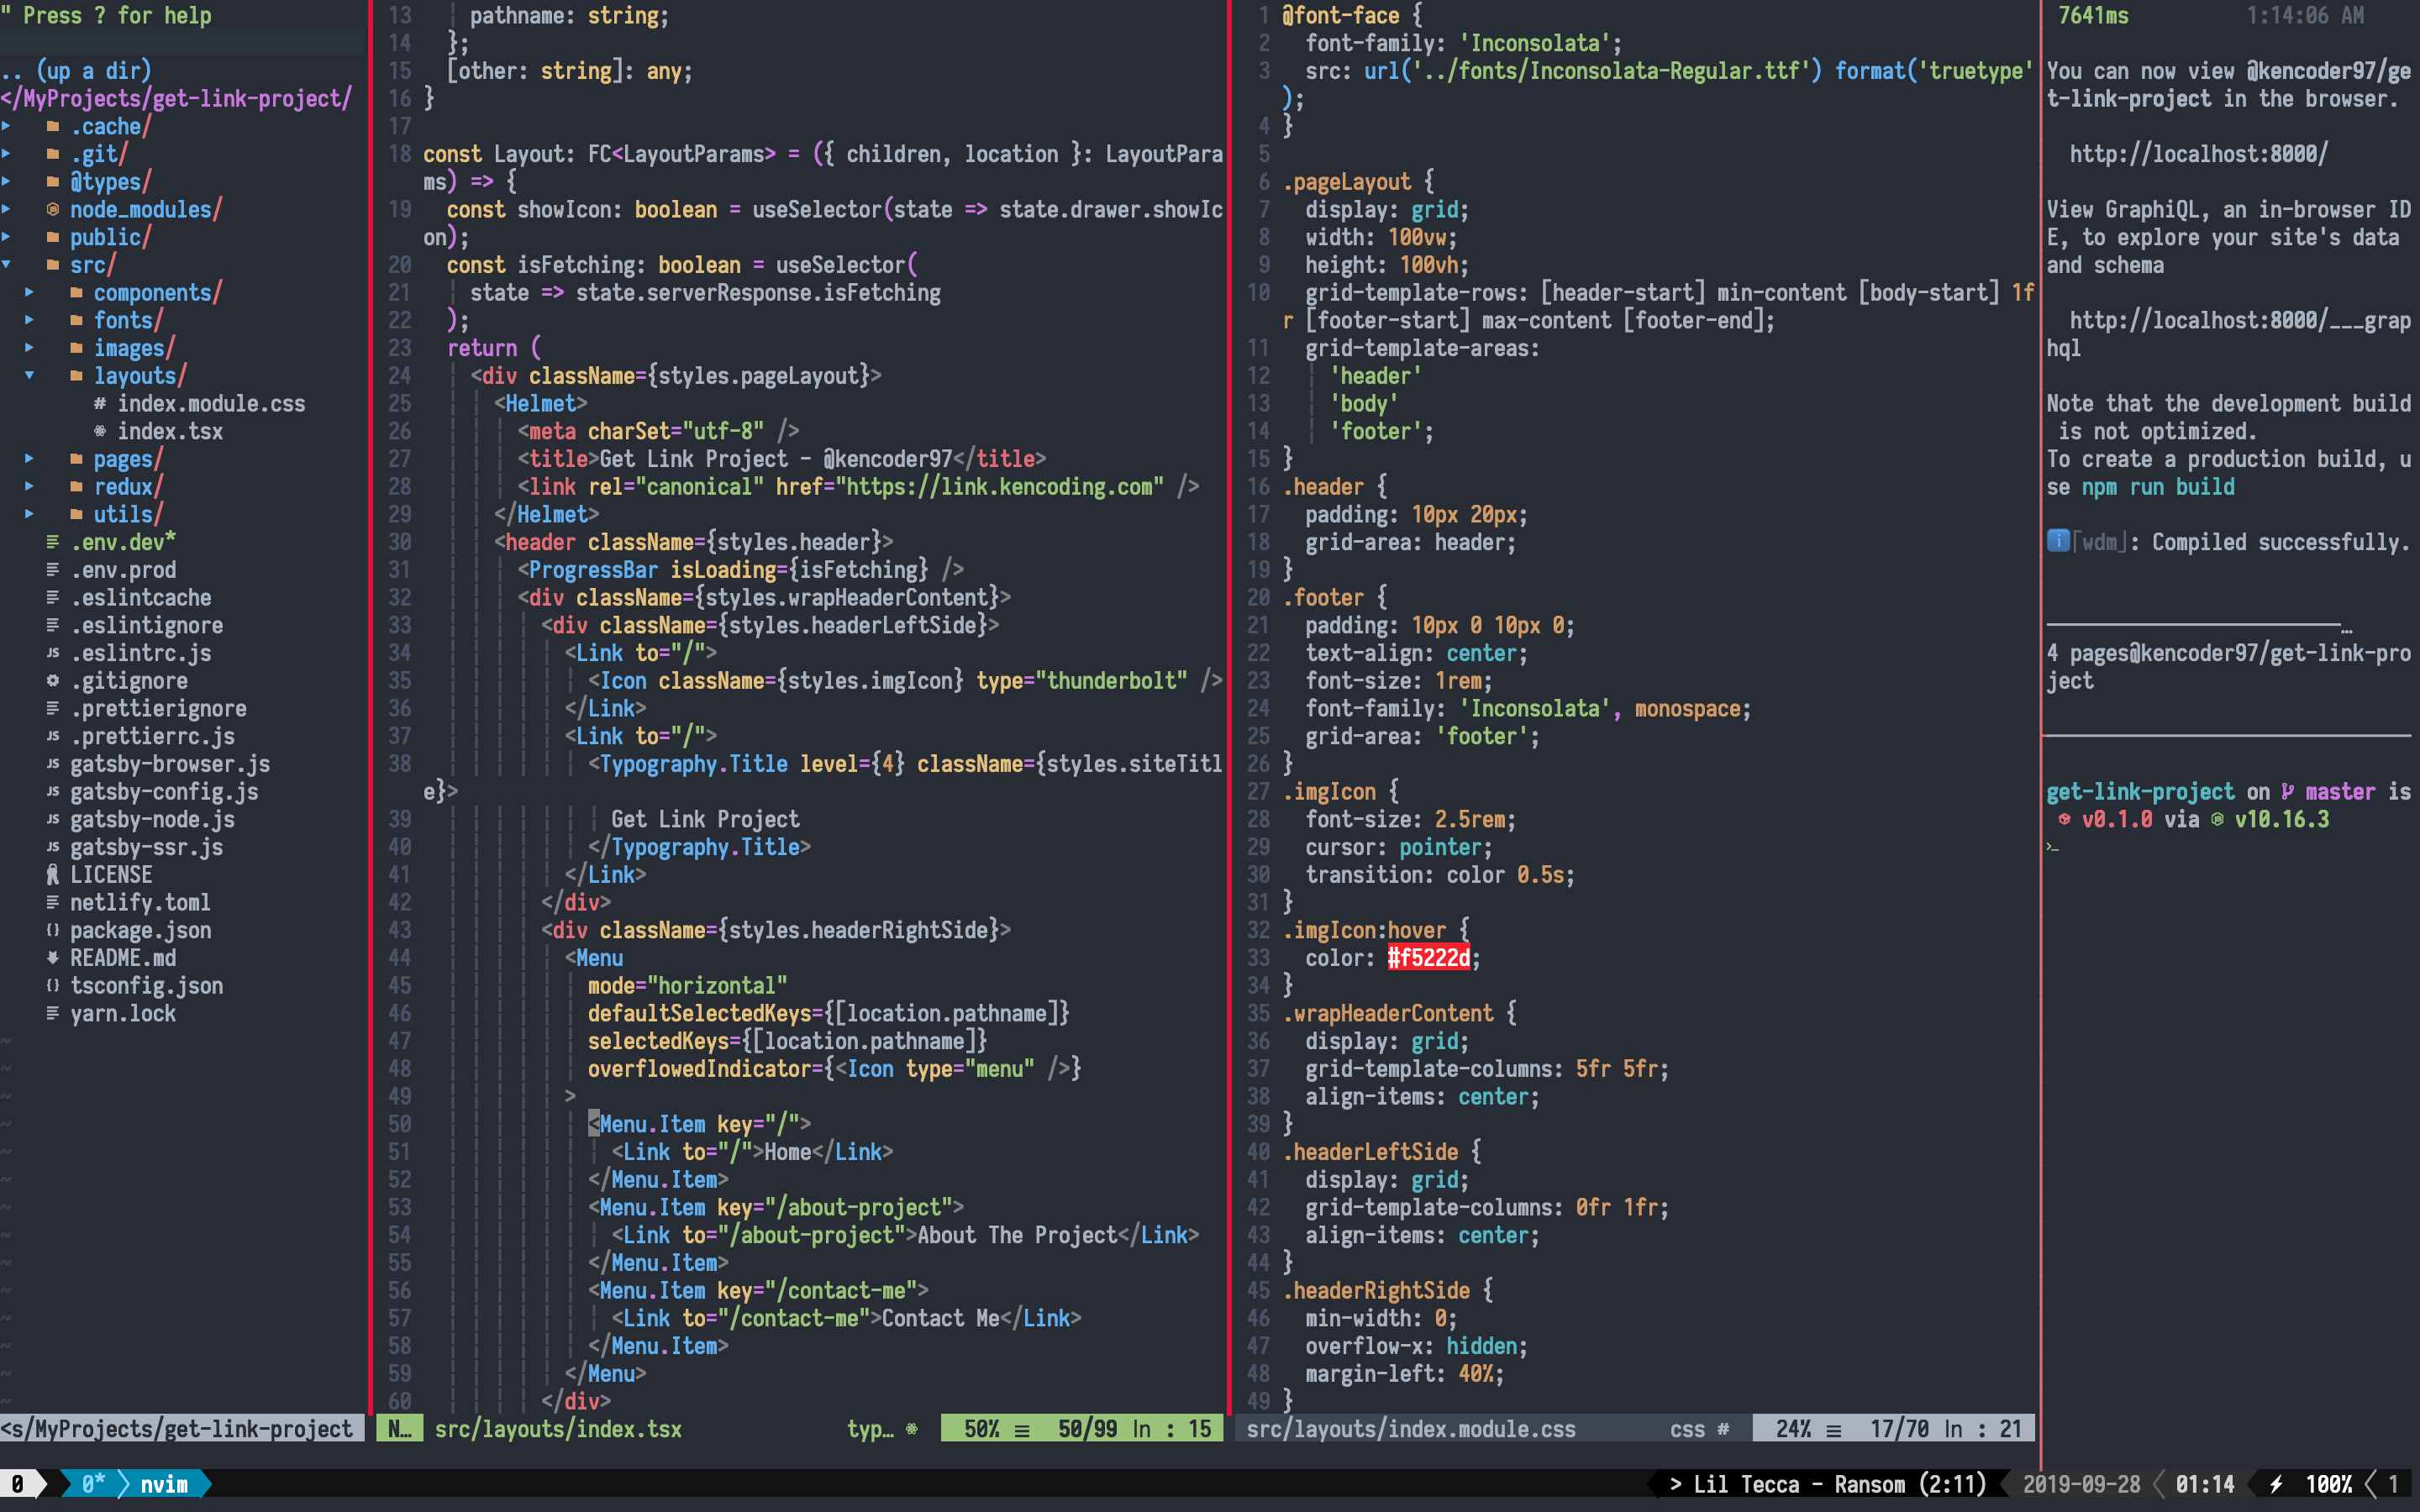 " Press ? for help
.. (up a dir)
</MyProjects/get-link-project/
.cache/
.git/
@types/
node_modules/
public/
src/
components/
fonts/
images/
layouts/
# index.module.css
index.tsx
pages/
redux/
utils/
.env.dev*
.env.prod
.eslintcache
.eslintignore
JS .eslintrc.js
.gitignore
.prettierignore
JS .prettierrc.js
JS gatsby-browser.js
JS gatsby-config.js
JS gatsby-node.js
JS gatsby-ssr.js
LICENSE
netlify.toml
{} package.json
README.md
{} tsconfig.json
yarn.lock
<s/MyProjects/get-link-project
13 pathname: string;
14 };
15 [other: string]: any;
16 }
17
18 const Layout: FC<LayoutParams> = ({ children, location }: LayoutPara
ms) => {
19 const showIcon: boolean = useSelector(state => state.drawer.showIc
on);
20 const isFetching: boolean = useSelector(
21 state => state.serverResponse.isFetching
22 );
23 return (
24 <div className={styles.pageLayout}>
25 <Helmet>
26 <meta charSet="utf-8" />
27 <title>Get Link Project - @kencoder97</title>
28 <link rel="canonical" href="https://link.kencoding.com" />
29 </Helmet>
30 <header className={styles.header}>
31 <ProgressBar isLoading={isFetching} />
32 <div className={styles.wrapHeaderContent}>
33 <div className={styles.headerLeftSide}>
34 <Link to="/">
35 <Icon className={styles.imgIcon} type="thunderbolt" />
36 </Link>
37 <Link to="/">
38 <Typography.Title level={4} className={styles.siteTitl
e}>
39 Get Link Project
40 </Typography.Title>
41 </Link>
42 </div>
43 <div className={styles.headerRightSide}>
44 <Menu
45 mode="horizontal"
46 defaultSelectedKeys={[location.pathname]}
47 selectedKeys={[location.pathname]}
48 overflowedIndicator={<Icon type="menu" />}
49 >
50 <Menu.Item key="/">
51 <Link to="/">Home</Link>
52 </Menu.Item>
53 <Menu.Item key="/about-project">
54 <Link to="/about-project">About The Project</Link>
55 </Menu.Item>
56 <Menu.Item key="/contact-me">
57 <Link to="/contact-me">Contact Me</Link>
58 </Menu.Item>
59 </Menu>
60 </div>
N… src/layouts/index.tsx typ… 50% ≡ 50/99 ln : 15
1 @font-face {
2 font-family: 'Inconsolata';
3 src: url('../fonts/Inconsolata-Regular.ttf') format('truetype'
);
4 }
5
6 .pageLayout {
7 display: grid;
8 width: 100vw;
9 height: 100vh;
10 grid-template-rows: [header-start] min-content [body-start] 1f
r [footer-start] max-content [footer-end];
11 grid-template-areas:
12 'header'
13 'body'
14 'footer';
15 }
16 .header {
17 padding: 10px 20px;
18 grid-area: header;
19 }
20 .footer {
21 padding: 10px 0 10px 0;
22 text-align: center;
23 font-size: 1rem;
24 font-family: 'Inconsolata', monospace;
25 grid-area: 'footer';
26 }
27 .imgIcon {
28 font-size: 2.5rem;
29 cursor: pointer;
30 transition: color 0.5s;
31 }
32 .imgIcon:hover {
33 color: #f5222d;
34 }
35 .wrapHeaderContent {
36 display: grid;
37 grid-template-columns: 5fr 5fr;
38 align-items: center;
39 }
40 .headerLeftSide {
41 display: grid;
42 grid-template-columns: 0fr 1fr;
43 align-items: center;
44 }
45 .headerRightSide {
46 min-width: 0;
47 overflow-x: hidden;
48 margin-left: 40%;
49 }
src/layouts/index.module.css css # 24% ≡ 17/70 ln : 21
7641ms 1:14:06 AM
You can now view @kencoder97/ge
t-link-project in the browser.
http://localhost:8000/
View GraphiQL, an in-browser ID
E, to explore your site's data
and schema
http://localhost:8000/___grap
hql
Note that the development build
is not optimized.
To create a production build, u
se npm run build
i ｢wdm｣: Compiled successfully.
…
4 pages@kencoder97/get-link-pro
ject
get-link-project on master is
v0.1.0 via v10.16.3
0 0* nvim > Lil Tecca - Ransom (2:11) 2019-09-28 01:14 100% 1